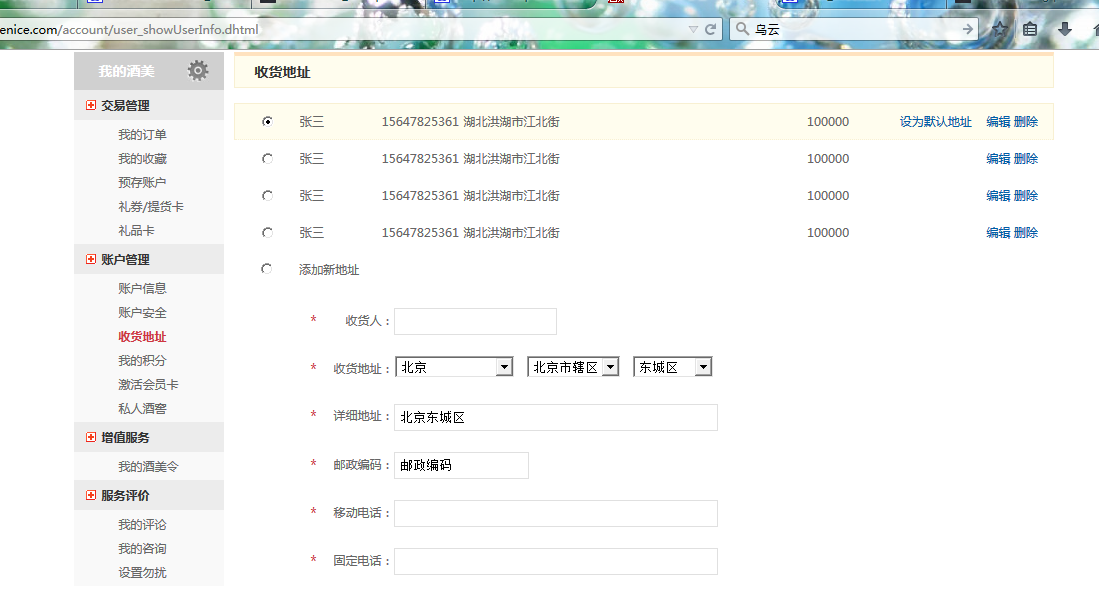 enice.com/account/user_showUserInfo.dhtml
乌云
我的酒美
收货地址
交易管理
我的订单
我的收藏
预存账户
礼券/提货卡
礼品卡
账户管理
账户信息
账户安全
收货地址
我的积分
激活会员卡
私人酒窖
增值服务
我的酒美令
服务评价
我的评论
我的咨询
设置勿扰
张三 15647825361 湖北洪湖市江北街 100000 设为默认地址 编辑 删除
张三 15647825361 湖北洪湖市江北街 100000 编辑 删除
张三 15647825361 湖北洪湖市江北街 100000 编辑 删除
张三 15647825361 湖北洪湖市江北街 100000 编辑 删除
添加新地址
* 收货人：
* 收货地址： 北京 北京市辖区 东城区
* 详细地址： 北京东城区
* 邮政编码： 邮政编码
* 移动电话：
* 固定电话：